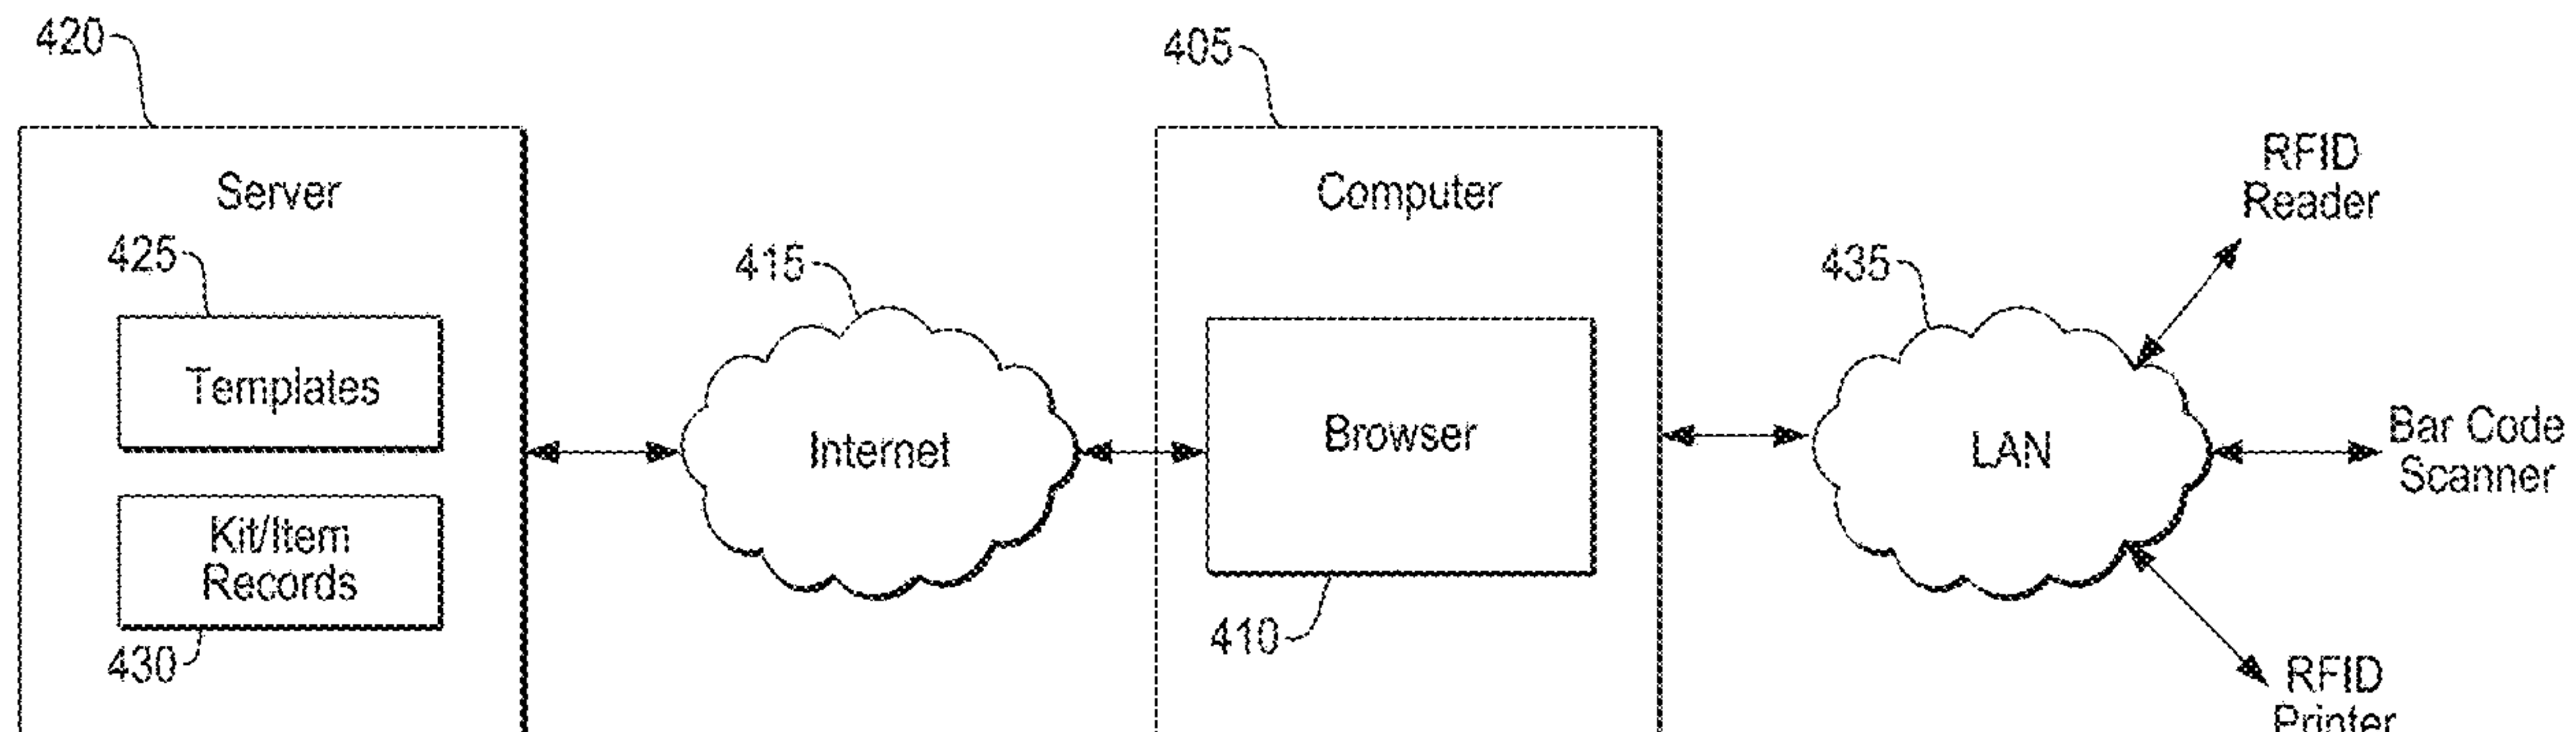 420
405
Server
Computer
RFID
Reader
425
415
435
Templates
Internet
Browser
LAN
Bar Code
Scanner
Kit/Item
Records
430
410
RFID
Printer